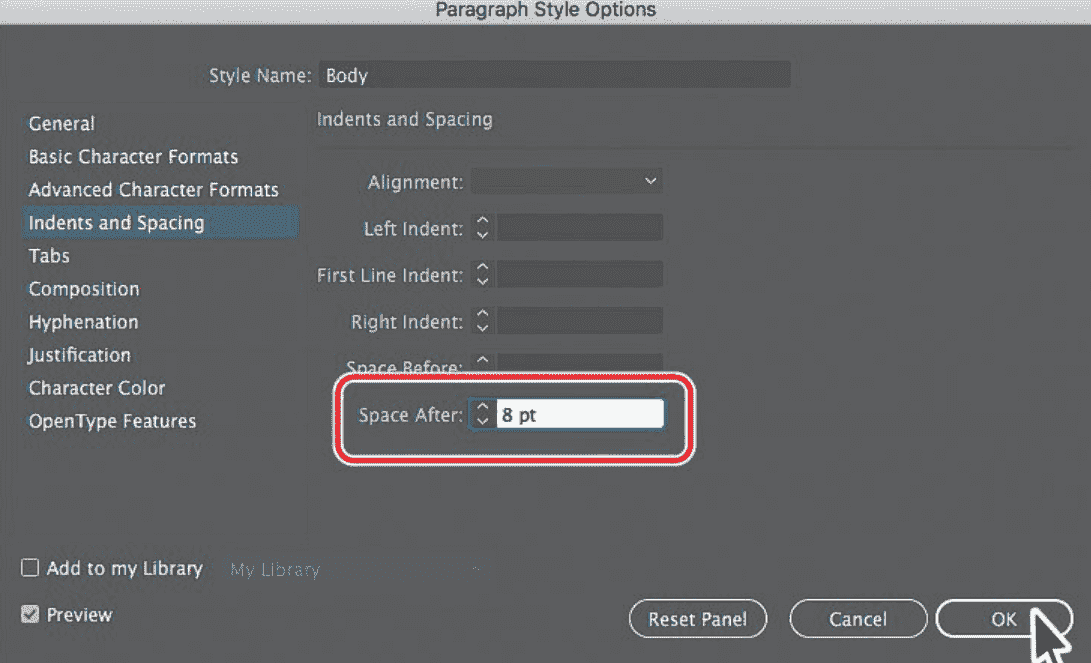 Paragraph Style Options
Style Name: Body
General
Basic Character Formats
Advanced Character Formats
Indents and Spacing
Tabs
Composition
Hyphenation
Justification
Character Color
OpenType Features
Indents and Spacing
Alignment:
Left Indent:
First Line Indent:
Right Indent:
Space Before:
Space After: 8 pt
Add to my Library My Library
Preview
Reset Panel Cancel OK